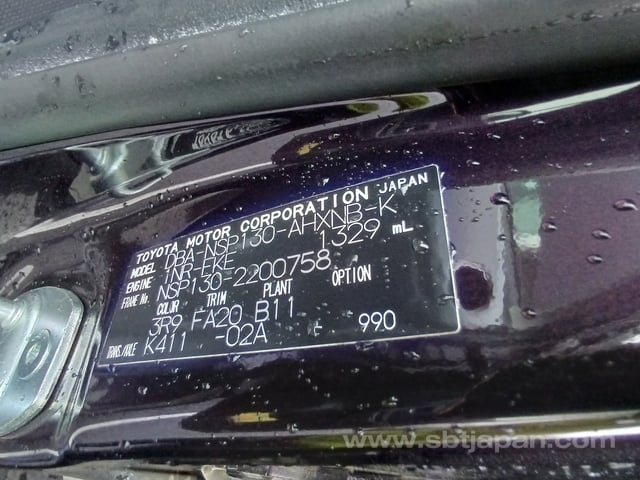 TOYOTA MOTOR CORPORATION JAPAN
MODEL DBA-NSP130-AHXNB-K
ENGINE 1NR-FKE 1329 mL
FRAME No. NSP130-2200758
COLOR TRIM PLANT OPTION
3R9 FA20 B11
TRANS/AXLE K411 -02A 990
www.sbtjapan.com